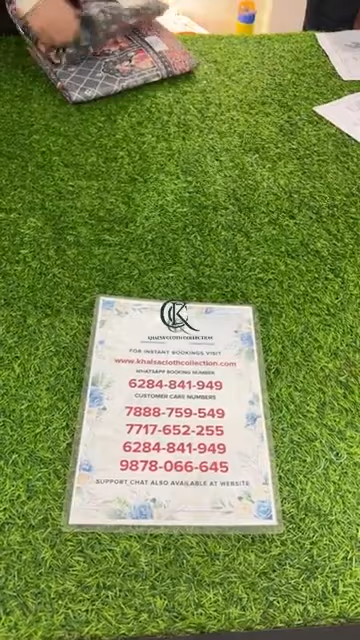 KHALSA CLOTH COLLECTION
FOR INSTANT BOOKINGS VISIT
www.khalsaclothcollection.com
WHATSAPP BOOKING NUMBER
6284-841-949
CUSTOMER CARE NUMBERS
7888-759-549
7717-652-255
6284-841-949
9878-066-645
SUPPORT CHAT ALSO AVAILABLE AT WEBSITE